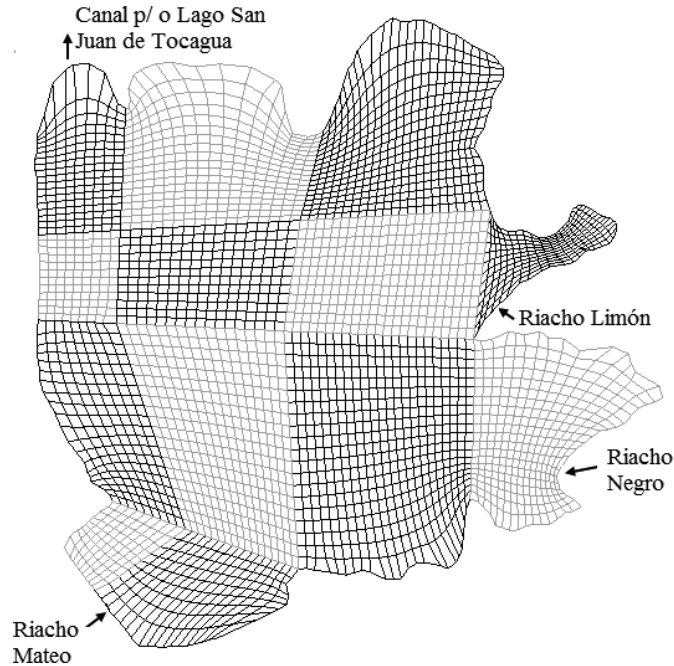 Canal p/ o Lago San
Juan de Tocagua
Riacho Limón
Riacho
Negro
Riacho
Mateo